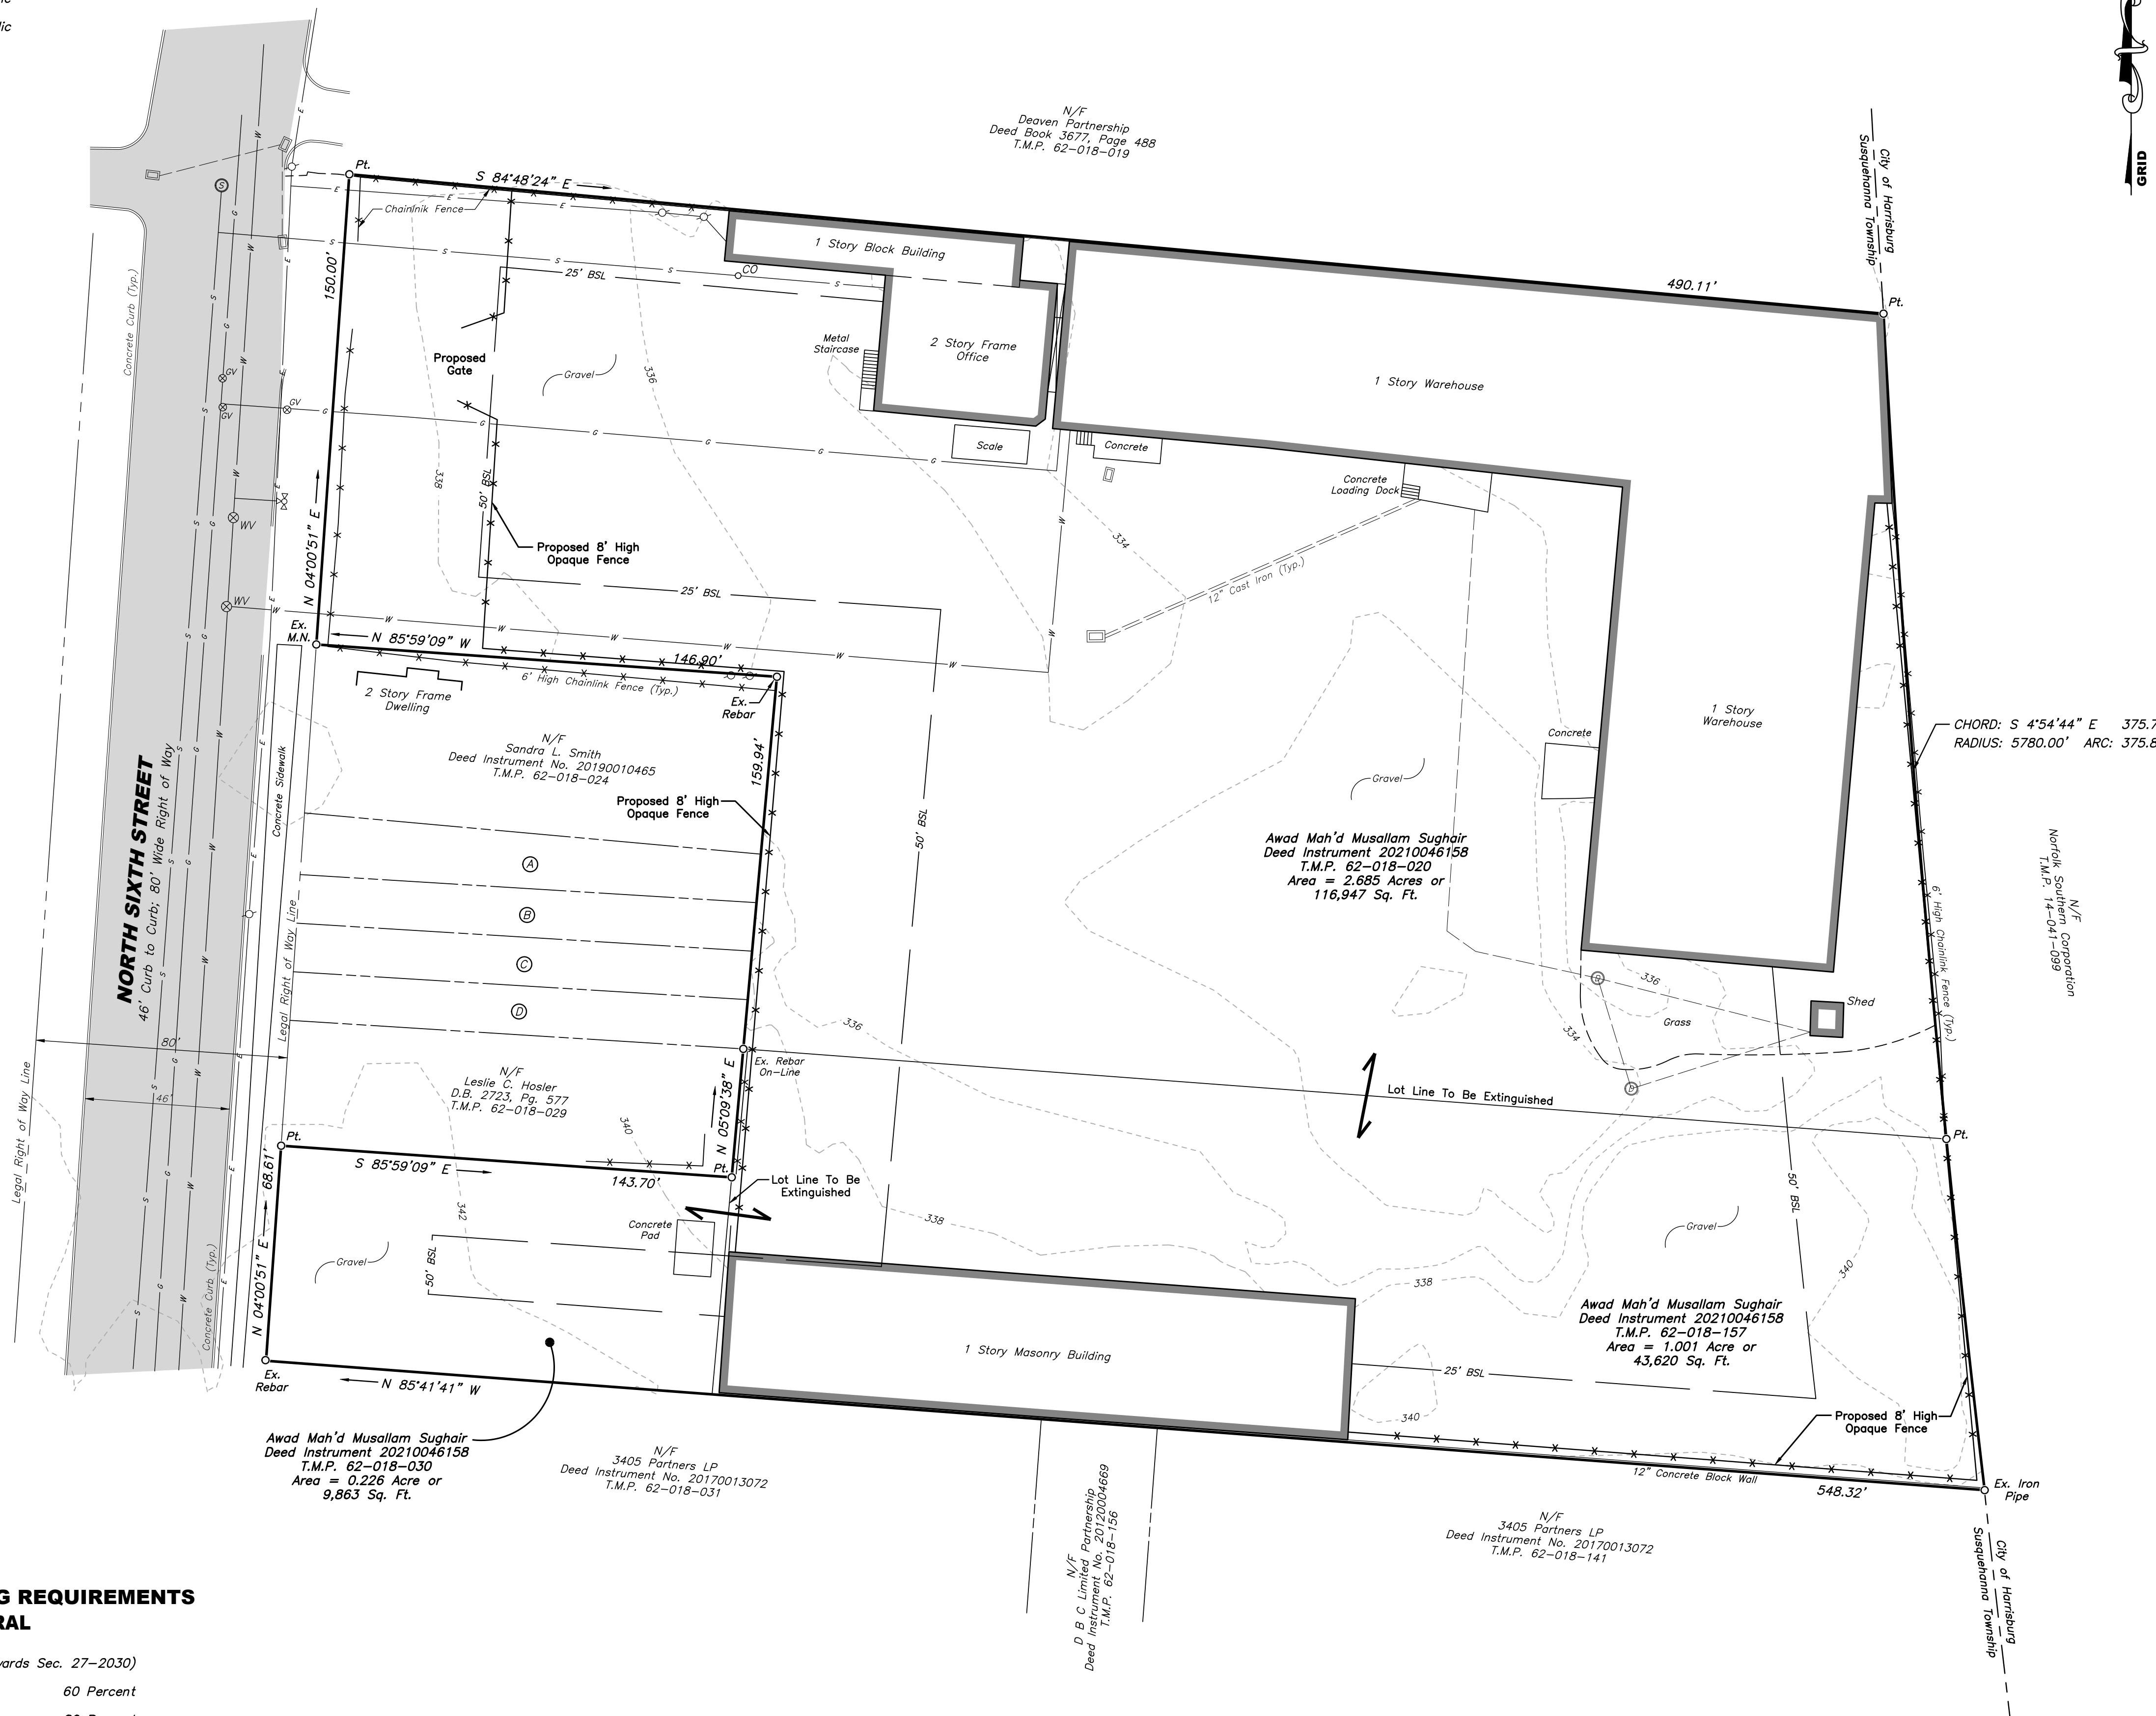 ic
lic
GRID
N/F
Deaven Partnership
Deed Book 3677, Page 488
T.M.P. 62-018-019
City of Harrisburg
Susquehanna Township
Pt.
S 84°48'24" E
Chainlnik Fence
1 Story Block Building
CO
25' BSL
490.11'
Pt.
150.00'
Concrete Curb (Typ.)
Metal
Staircase
2 Story Frame
Office
Proposed
Gate
Gravel
336
1 Story Warehouse
GV
GV
GV
Scale
Concrete
338
50' BSL
Concrete
Loading Dock
WV
N 04°00'51" E
Proposed 8' High
Opaque Fence
334
12" Cast Iron (Typ.)
25' BSL
WV
Ex.
M.N.
N 85°59'09" W
146.90'
6' High Chainlink Fence (Typ.)
2 Story Frame
Dwelling
Ex.
Rebar
1 Story
Warehouse
CHORD: S 4°54'44" E 375.7
RADIUS: 5780.00' ARC: 375.8
N/F
Sandra L. Smith
Deed Instrument No. 20190010465
T.M.P. 62-018-024
159.94'
Concrete
Gravel
NORTH SIXTH STREET
46' Curb to Curb; 80' Wide Right of Way
Concrete Sidewalk
Proposed 8' High
Opaque Fence
50' BSL
Awad Mah'd Musallam Sughair
Deed Instrument 20210046158
T.M.P. 62-018-020
Area = 2.685 Acres or
116,947 Sq. Ft.
N/F
Norfolk Southern Corporation
T.M.P. 14-041-099
6' High Chainlink Fence (Typ.)
A
B
C
D
Legal Right of Way Line
336
Shed
Grass
334
336
80'
46'
Legal Right of Way Line
Ex. Rebar
On-Line
N/F
Leslie C. Hosler
D.B. 2723, Pg. 577
T.M.P. 62-018-029
N 05°09'38" E
Lot Line To Be Extinguished
340
Pt.
Pt.
S 85°59'09" E
143.70'
Pt.
Lot Line To Be
Extinguished
68.61'
342
338
Concrete
Pad
50' BSL
Gravel
Gravel
50' BSL
N 04°00'51" E
Concrete Curb (Typ.)
338
340
Awad Mah'd Musallam Sughair
Deed Instrument 20210046158
T.M.P. 62-018-157
Area = 1.001 Acre or
43,620 Sq. Ft.
1 Story Masonry Building
25' BSL
Ex.
Rebar
N 85°41'41" W
340
Proposed 8' High
Opaque Fence
Awad Mah'd Musallam Sughair
Deed Instrument 20210046158
T.M.P. 62-018-030
Area = 0.226 Acre or
9,863 Sq. Ft.
N/F
3405 Partners LP
Deed Instrument No. 20170013072
T.M.P. 62-018-031
12" Concrete Block Wall
548.32'
Ex. Iron
Pipe
N/F
D B C Limited Partnership
Deed Instrument No. 20120004669
T.M.P. 62-018-156
N/F
3405 Partners LP
Deed Instrument No. 20170013072
T.M.P. 62-018-141
City of Harrisburg
Susquehanna Township
G REQUIREMENTS
RAL
yards Sec. 27-2030)
60 Percent